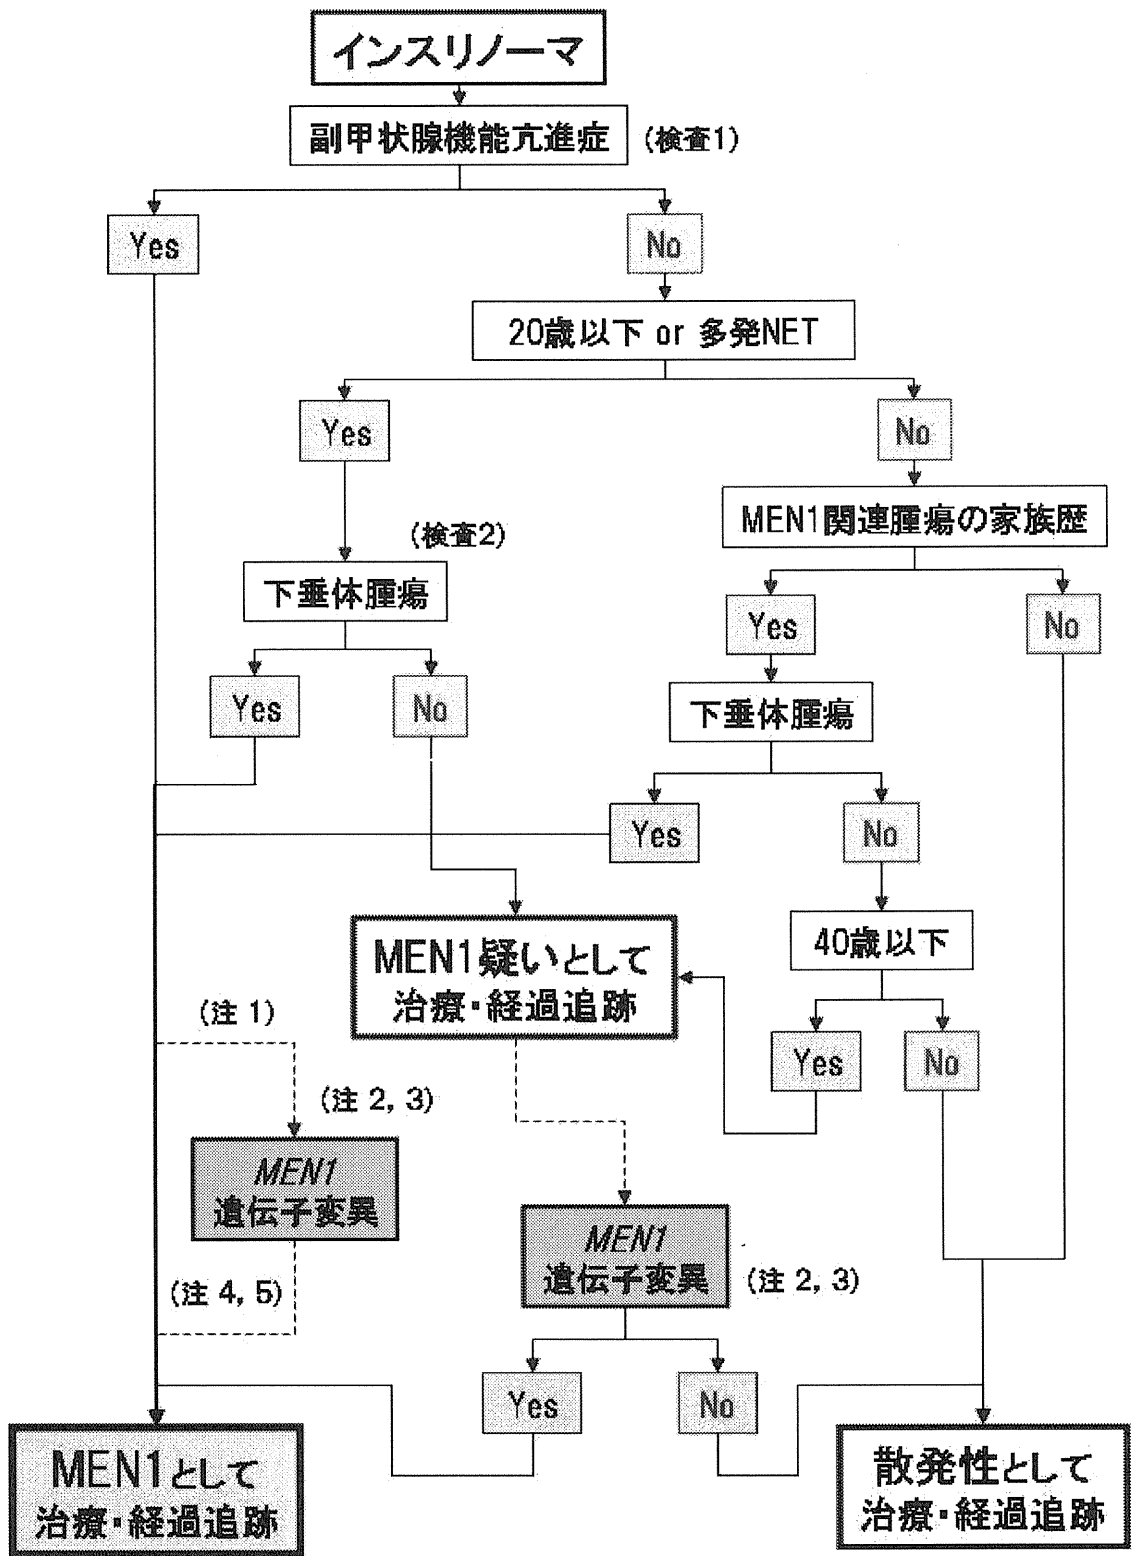 インスリノーマ
副甲状腺機能亢進症 (検査1)
Yes
No
20歳以下 or 多発NET
Yes
No
MEN1関連腫瘍の家族歴
(検査2)
下垂体腫瘍
Yes
No
Yes
No
下垂体腫瘍
Yes
No
MEN1疑いとして
治療・経過追跡
40歳以下
Yes
No
(注 1)
(注 2, 3)
MEN1
遺伝子変異
(注 4, 5)
MEN1
遺伝子変異 (注 2, 3)
Yes
No
MEN1として
治療・経過追跡
散発性として
治療・経過追跡